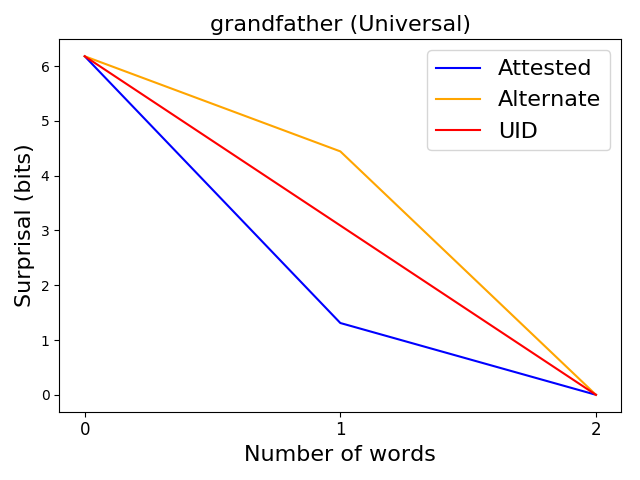 grandfather (Universal)
Attested
Alternate
UID
Surprisal (bits)
6
5
4
3
2
1
0
0 1 2
Number of words